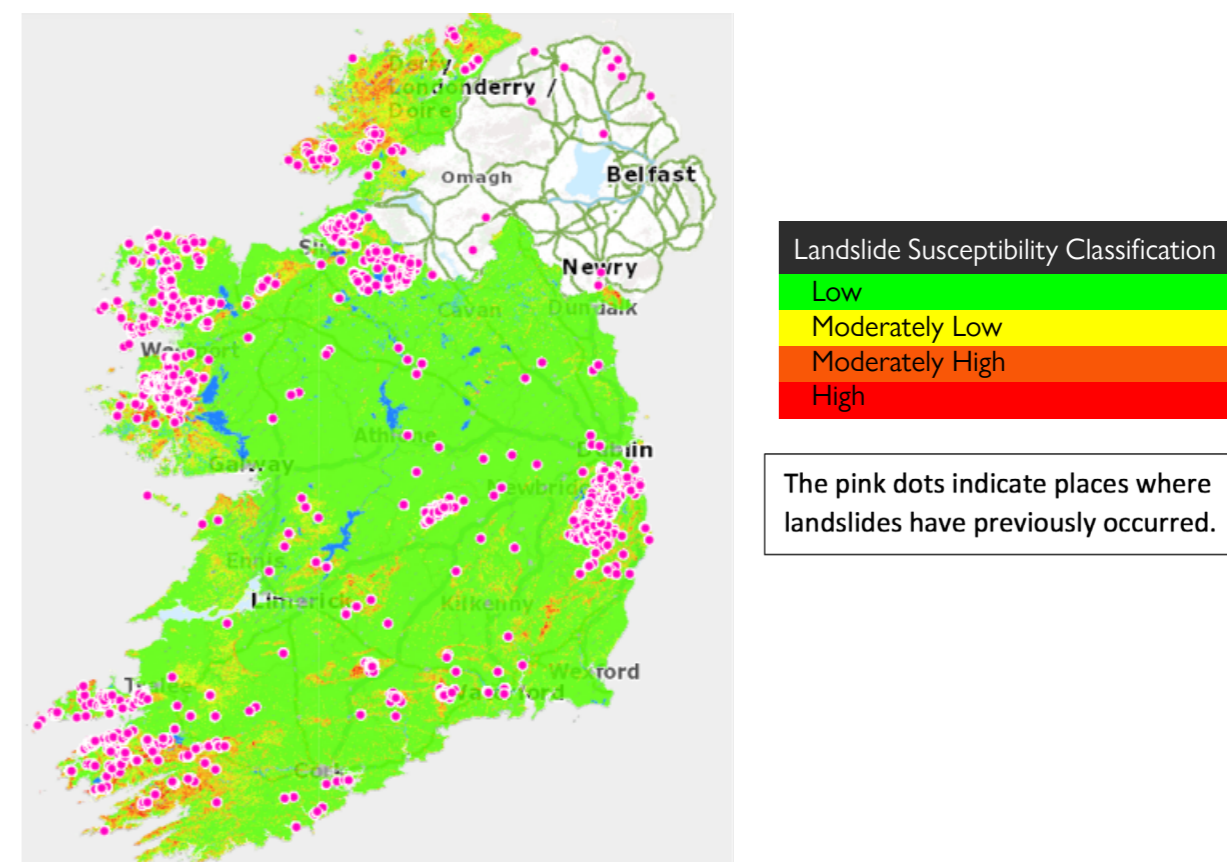 Derry
Londonderry /
Doire
Omagh
Belfast
Newry
Cavan
Dundalk
Westport
Athlone
Dublin
Galway
Newbridge
Ennis
Limerick
Kilkenny
Wexford
Waterford
Tralee
Cork
Landslide Susceptibility Classification
Low
Moderately Low
Moderately High
High
The pink dots indicate places where
landslides have previously occurred.